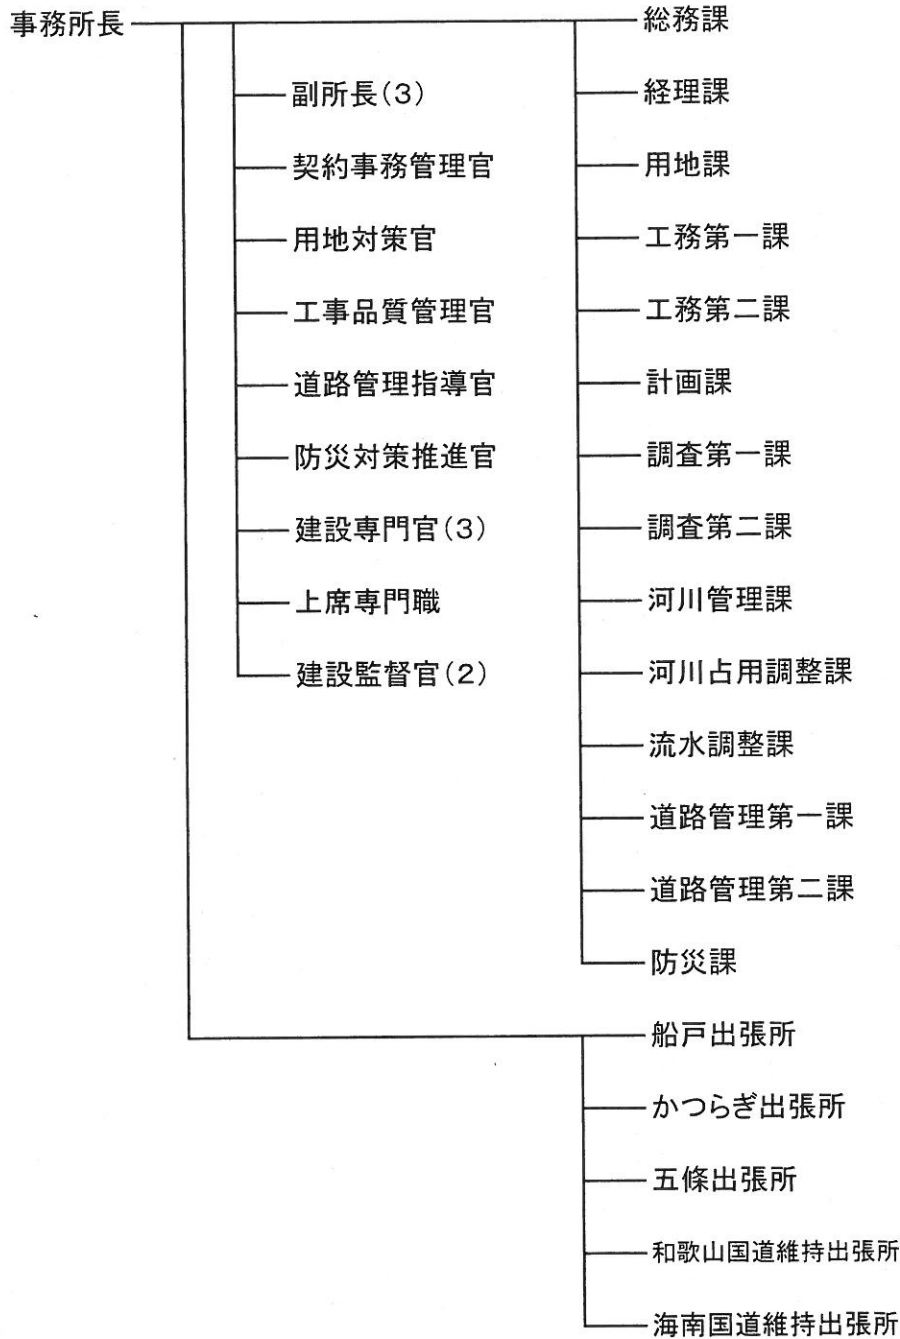 事務所長
副所長(3)
契約事務管理官
用地対策官
工事品質管理官
道路管理指導官
防災対策推進官
建設専門官(3)
上席専門職
建設監督官(2)
総務課
経理課
用地課
工務第一課
工務第二課
計画課
調査第一課
調査第二課
河川管理課
河川占用調整課
流水調整課
道路管理第一課
道路管理第二課
防災課
船戸出張所
かつらぎ出張所
五條出張所
和歌山国道維持出張所
海南国道維持出張所